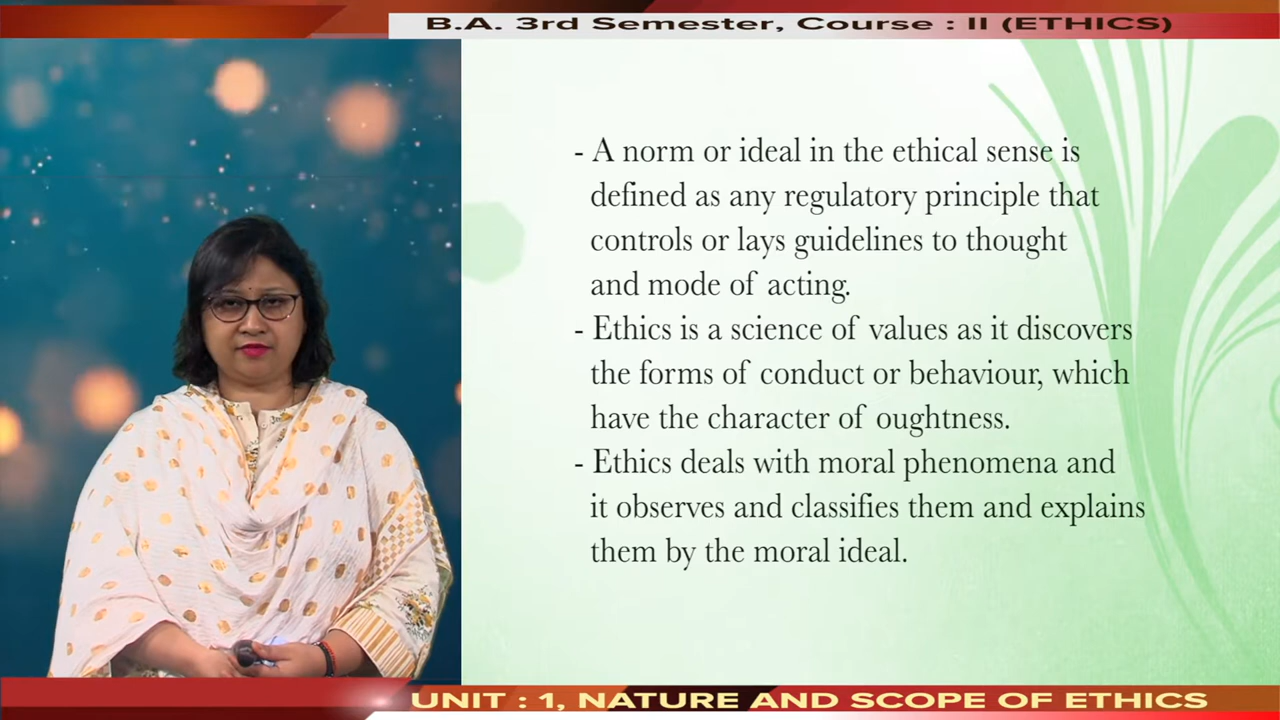 B.A. 3rd Semester, Course : II (ETHICS)
- A norm or ideal in the ethical sense is
defined as any regulatory principle that
controls or lays guidelines to thought
and mode of acting.
- Ethics is a science of values as it discovers
the forms of conduct or behaviour, which
have the character of oughtness.
- Ethics deals with moral phenomena and
it observes and classifies them and explains
them by the moral ideal.
UNIT : 1, NATURE AND SCOPE OF ETHICS